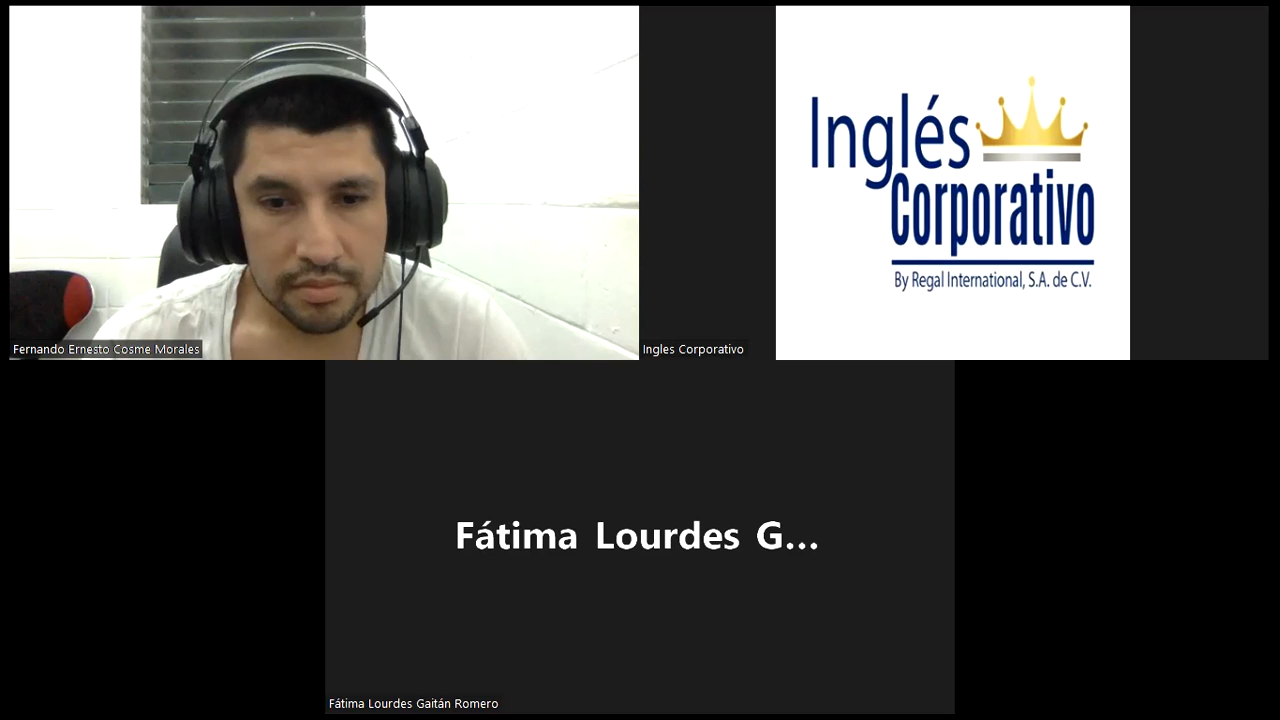 Inglés
Corporativo
By Regal International, S.A. de C.V.
Fernando Ernesto Cosme Morales
Ingles Corporativo
Fátima Lourdes G...
Fátima Lourdes Gaitán Romero